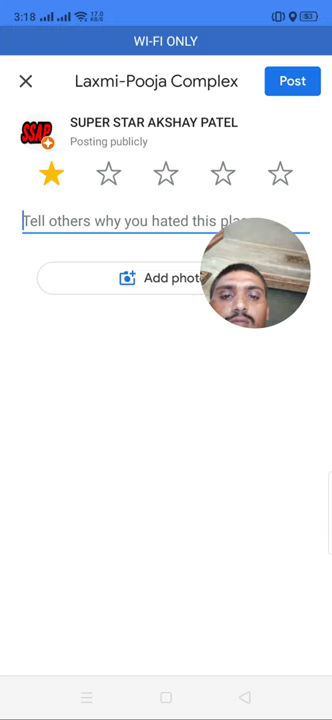 3:18
17.0
KB/S
53
WI-FI ONLY
Laxmi-Pooja Complex
Post
SSAP
SUPER STAR AKSHAY PATEL
Posting publicly
Tell others why you hated this pla
Add phot